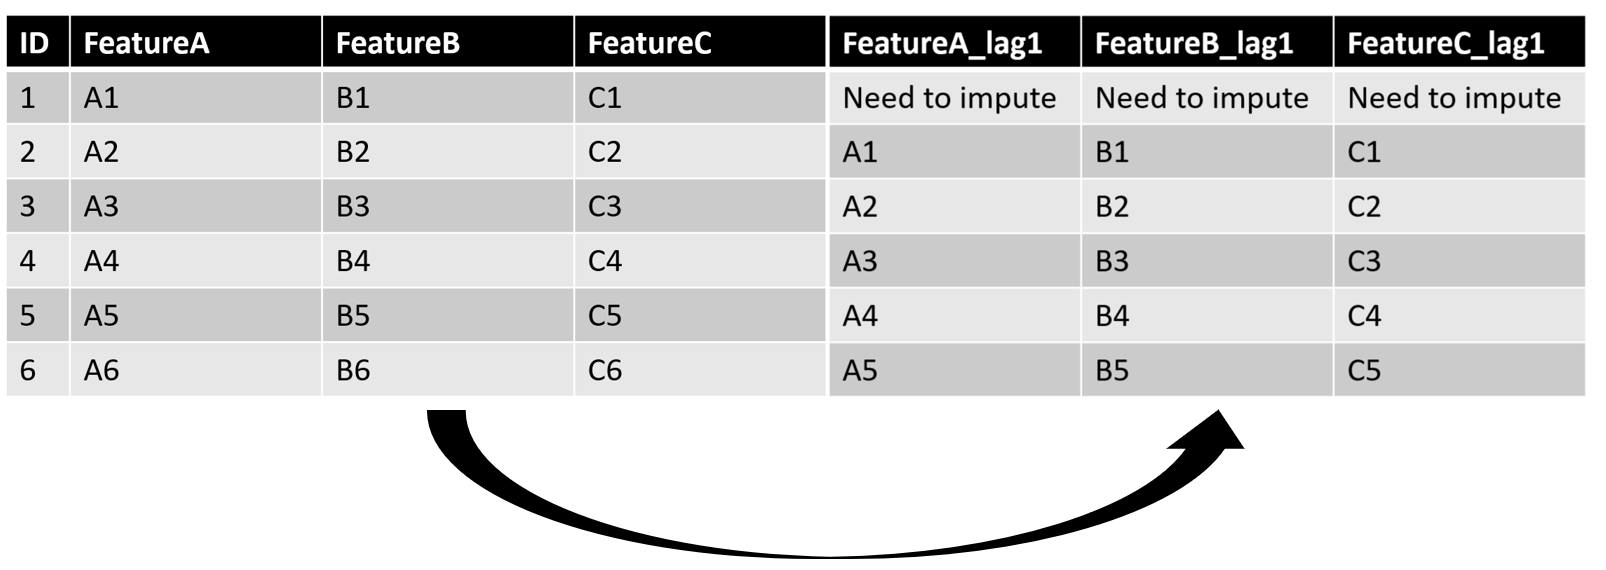 ID FeatureA FeatureB FeatureC FeatureA_lag1 FeatureB_lag1 FeatureC_lag1
1 A1 B1 C1 Need to impute Need to impute Need to impute
2 A2 B2 C2 A1 B1 C1
3 A3 B3 C3 A2 B2 C2
4 A4 B4 C4 A3 B3 C3
5 A5 B5 C5 A4 B4 C4
6 A6 B6 C6 A5 B5 C5